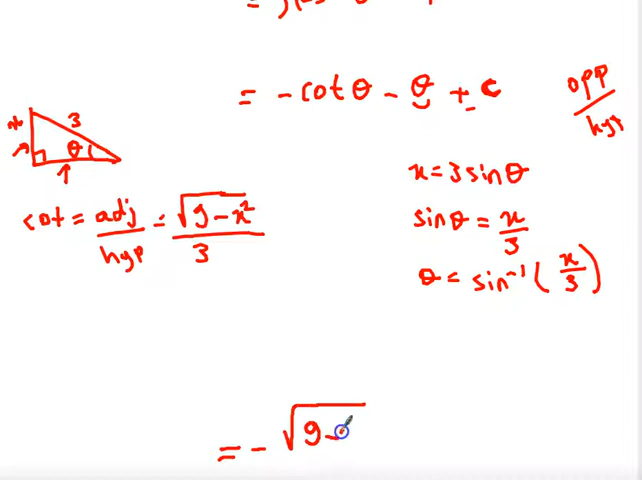 = - cot θ - θ + c
opp/hyp
x 3 θ
x = 3 sin θ
cot = adj/hyp = √(9 - x²)/3
sin θ = x/3
θ = sin⁻¹ (x/3)
= - √9 -